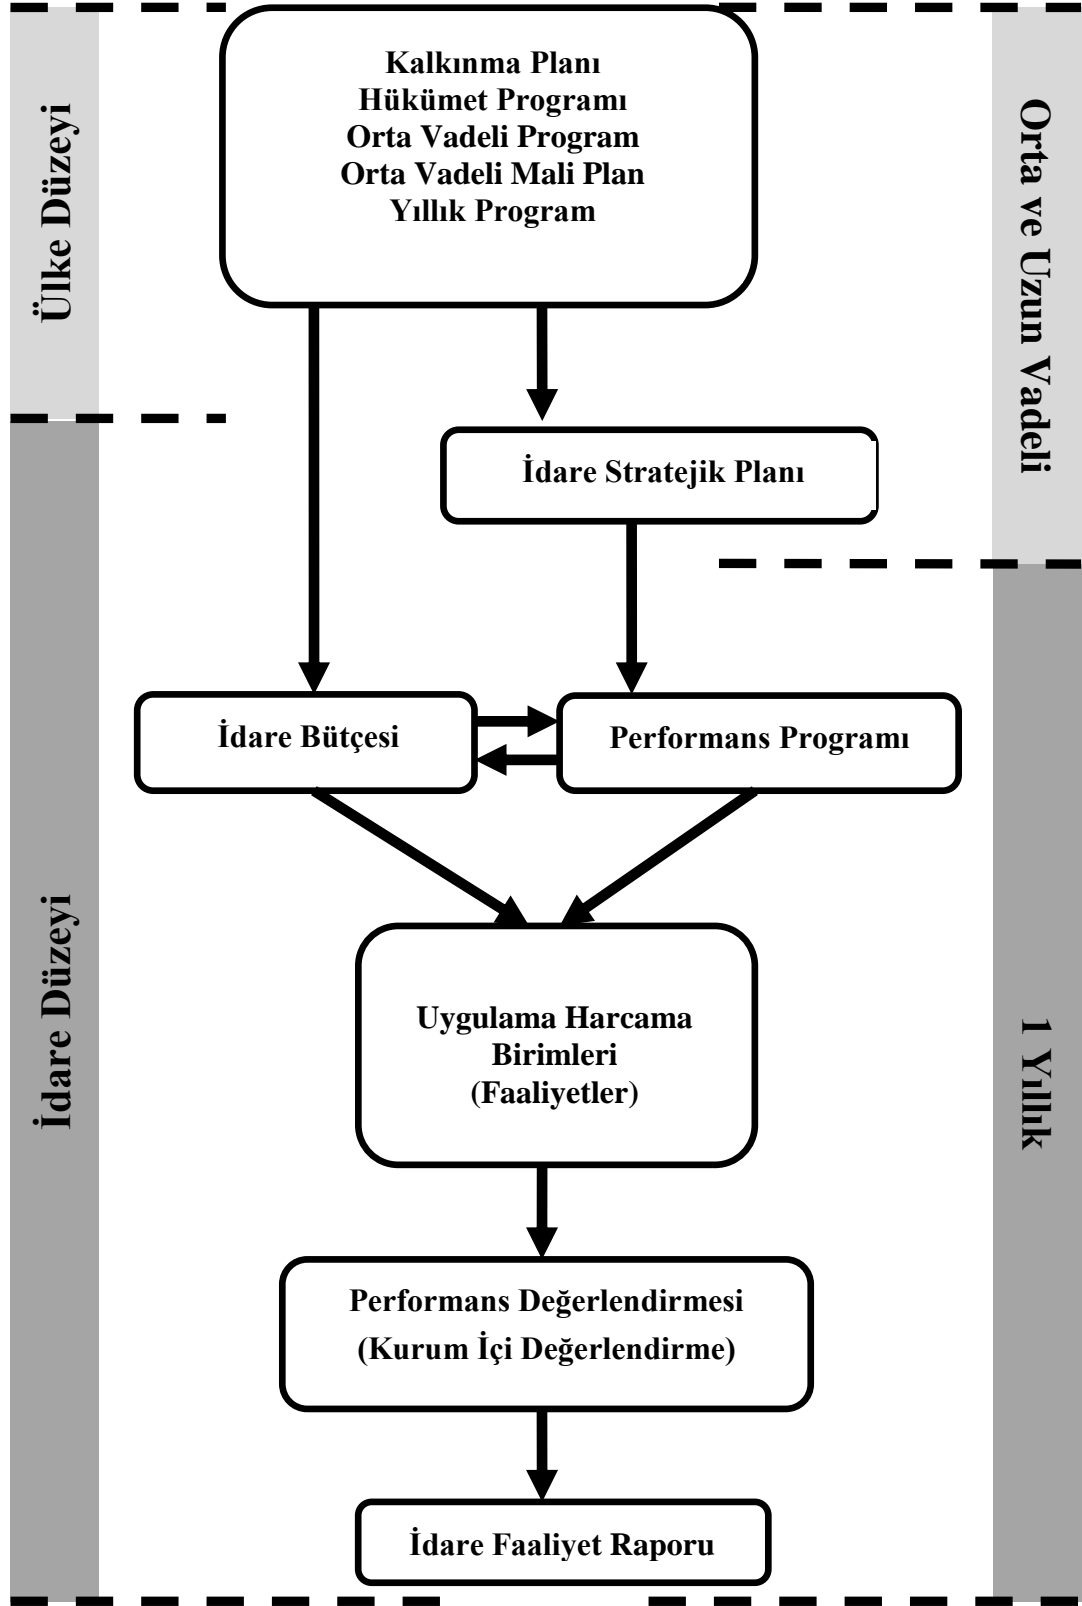 Kalkınma Planı
Hükümet Programı
Orta Vadeli Program
Orta Vadeli Mali Plan
Yıllık Program
Ülke Düzeyi
Orta ve Uzun Vadeli
İdare Stratejik Planı
İdare Bütçesi
Performans Programı
İdare Düzeyi
1 Yıllık
Uygulama Harcama
Birimleri
(Faaliyetler)
Performans Değerlendirmesi
(Kurum İçi Değerlendirme)
İdare Faaliyet Raporu